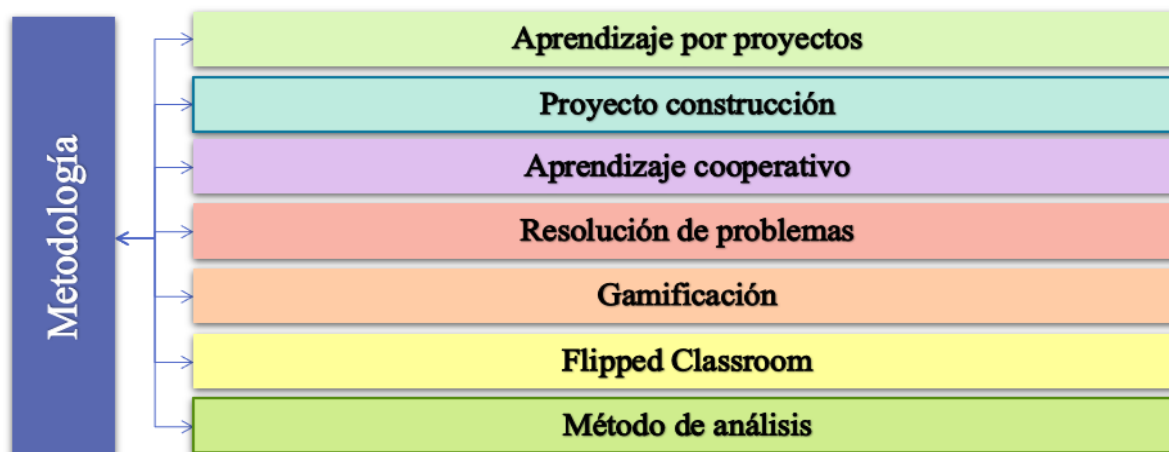 Metodología
Aprendizaje por proyectos
Proyecto construcción
Aprendizaje cooperativo
Resolución de problemas
Gamificación
Flipped Classroom
Método de análisis